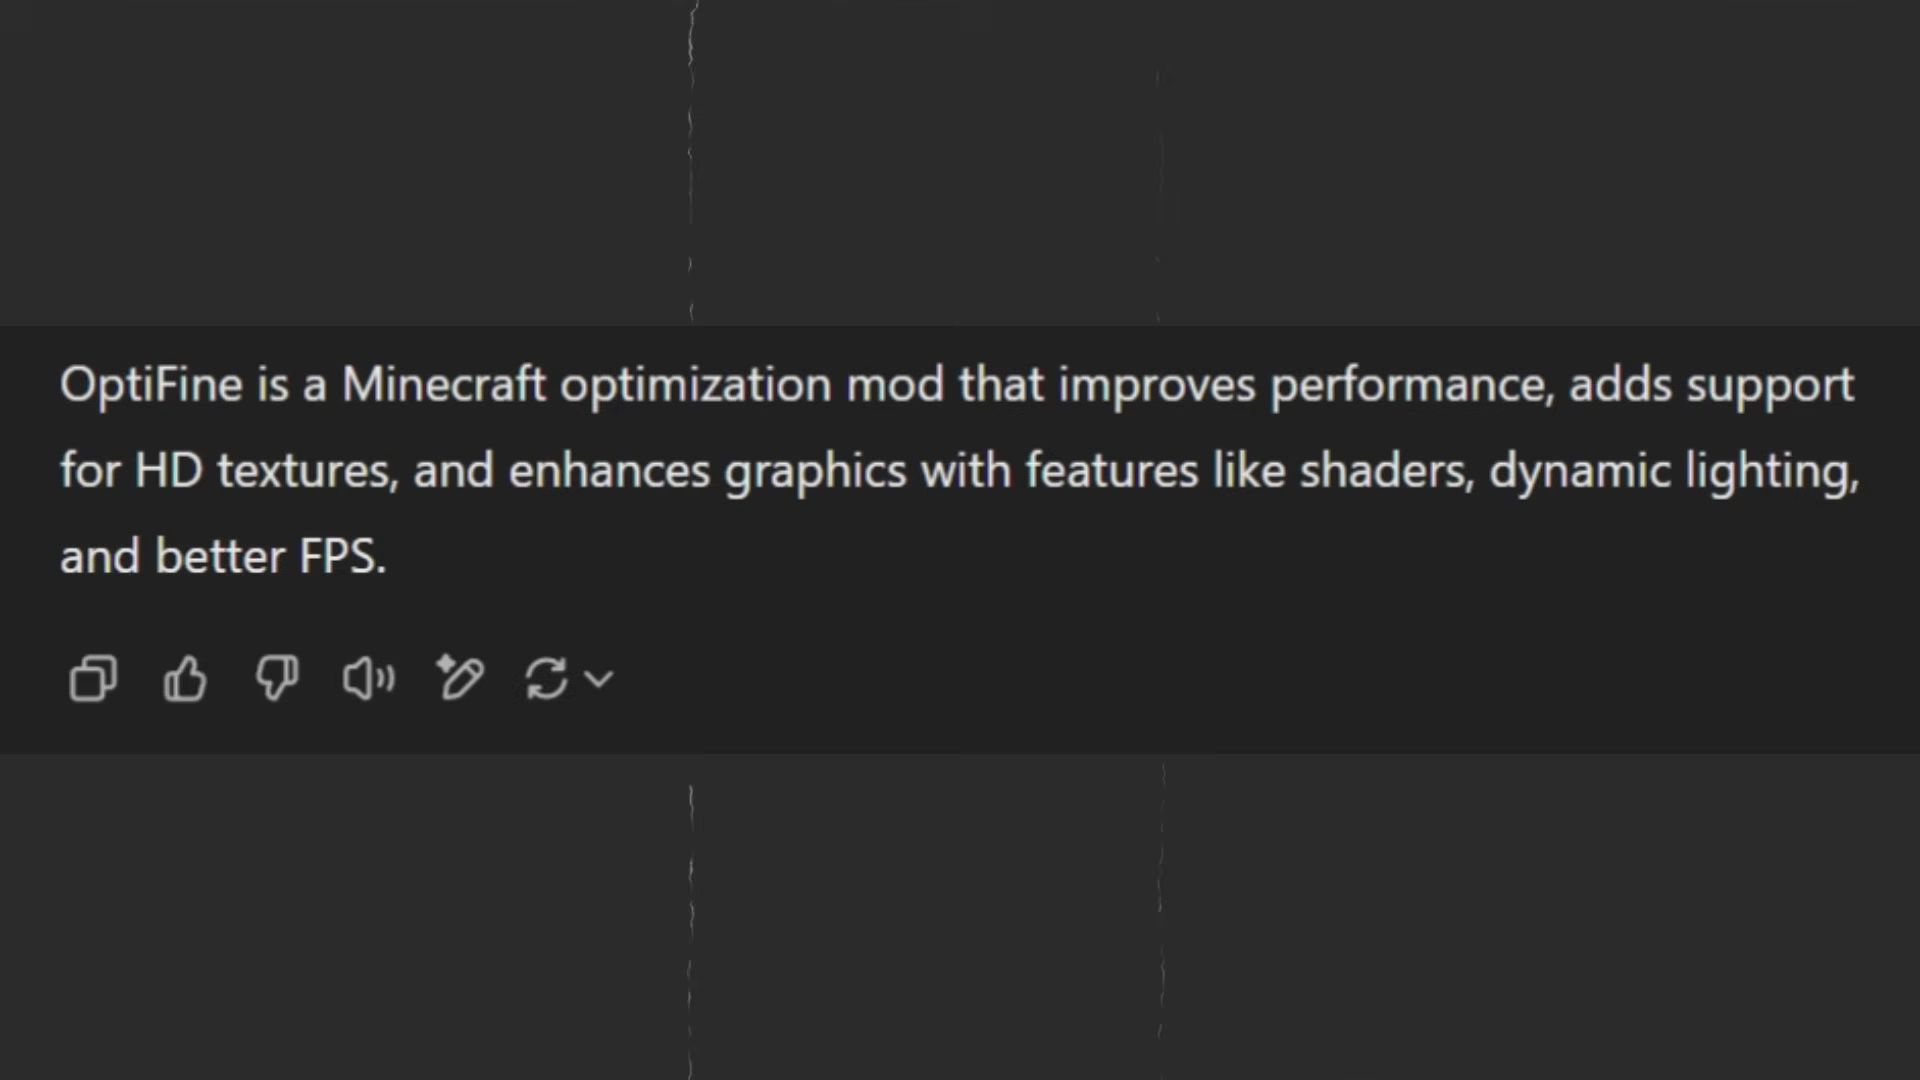 OptiFine is a Minecraft optimization mod that improves performance, adds support
for HD textures, and enhances graphics with features like shaders, dynamic lighting,
and better FPS.